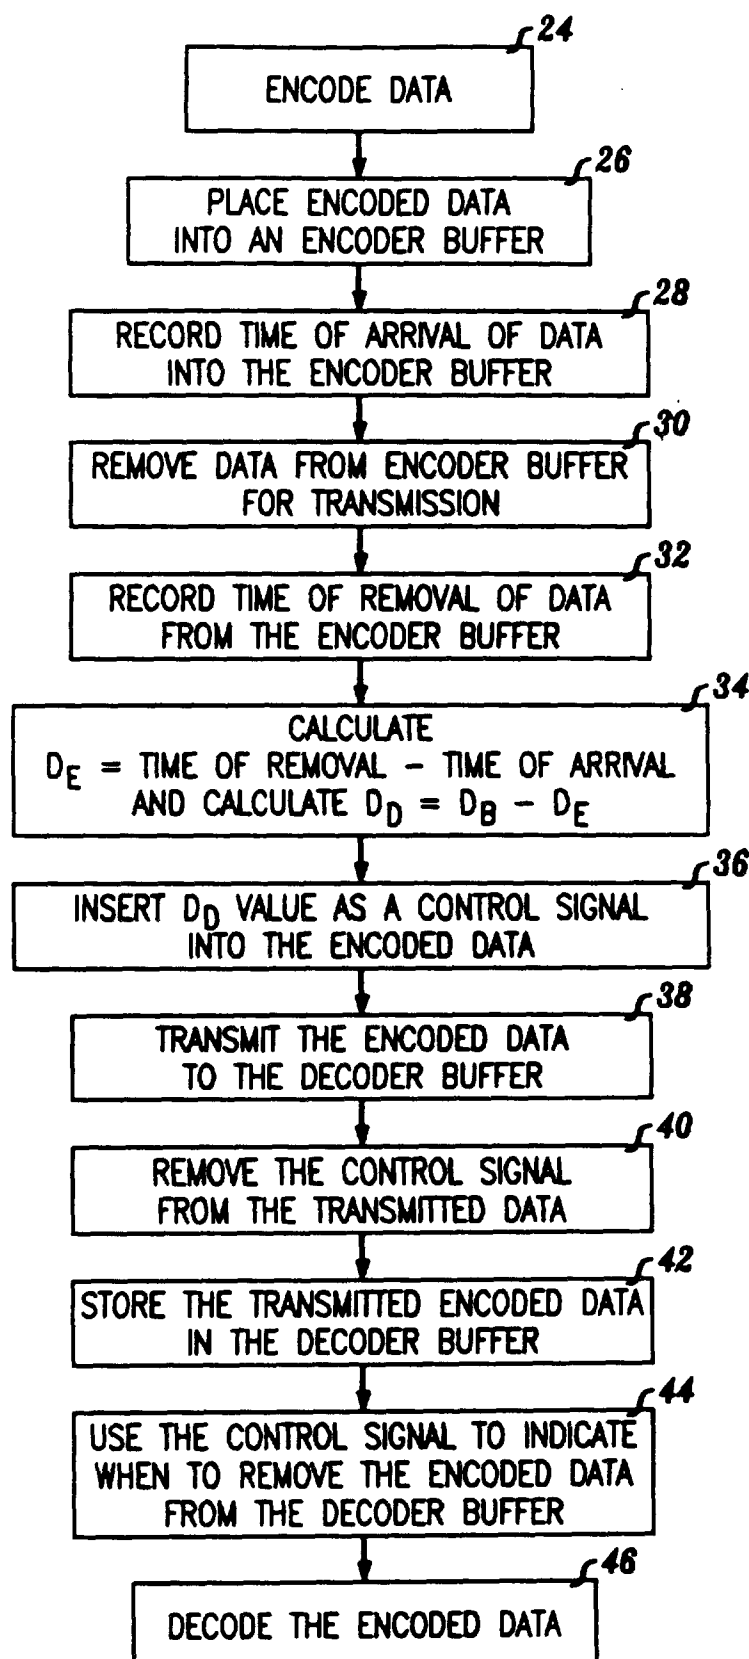 24
ENCODE DATA
26
PLACE ENCODED DATA
INTO AN ENCODER BUFFER
28
RECORD TIME OF ARRIVAL OF DATA
INTO THE ENCODER BUFFER
30
REMOVE DATA FROM ENCODER BUFFER
FOR TRANSMISSION
32
RECORD TIME OF REMOVAL OF DATA
FROM THE ENCODER BUFFER
34
CALCULATE
D_E = TIME OF REMOVAL – TIME OF ARRIVAL
AND CALCULATE D_D = D_B – D_E
36
INSERT D_D VALUE AS A CONTROL SIGNAL
INTO THE ENCODED DATA
38
TRANSMIT THE ENCODED DATA
TO THE DECODER BUFFER
40
REMOVE THE CONTROL SIGNAL
FROM THE TRANSMITTED DATA
42
STORE THE TRANSMITTED ENCODED DATA
IN THE DECODER BUFFER
44
USE THE CONTROL SIGNAL TO INDICATE
WHEN TO REMOVE THE ENCODED DATA
FROM THE DECODER BUFFER
46
DECODE THE ENCODED DATA